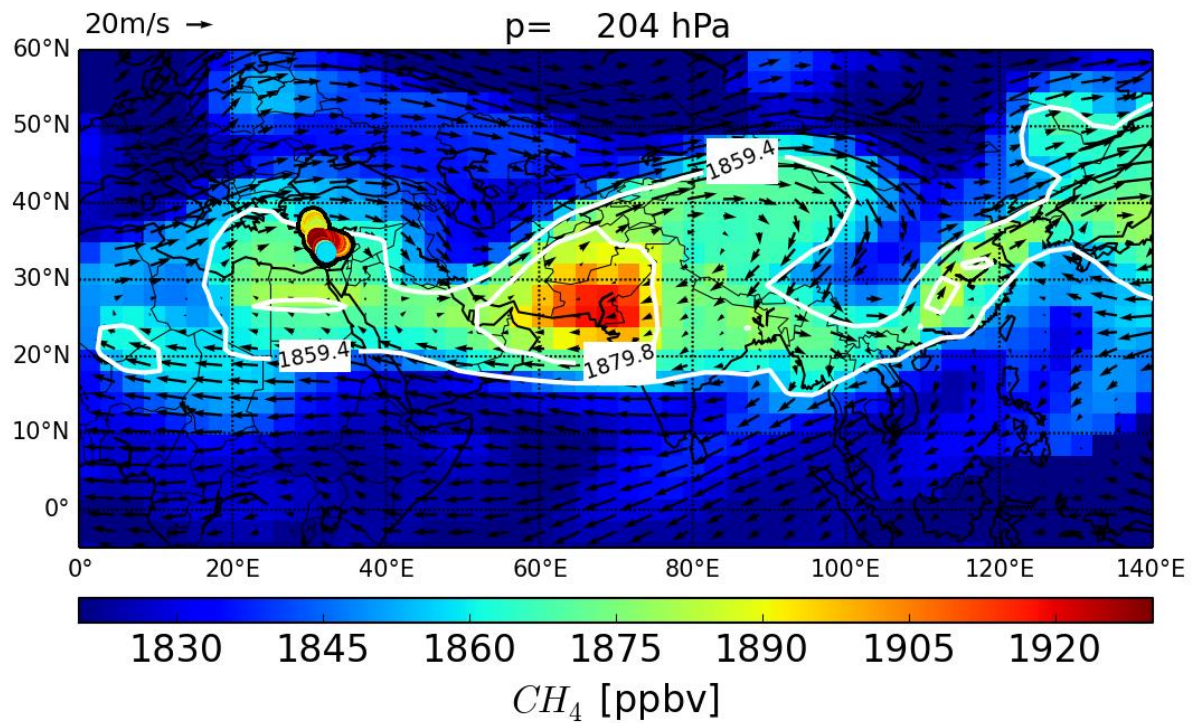 20m/s
p= 204 hPa
60°N
50°N
1859.4
40°N
30°N
20°N
1859.4
1879.8
10°N
0°
0° 20°E 40°E 60°E 80°E 100°E 120°E 140°E
1830 1845 1860 1875 1890 1905 1920
CH₄ [ppbv]